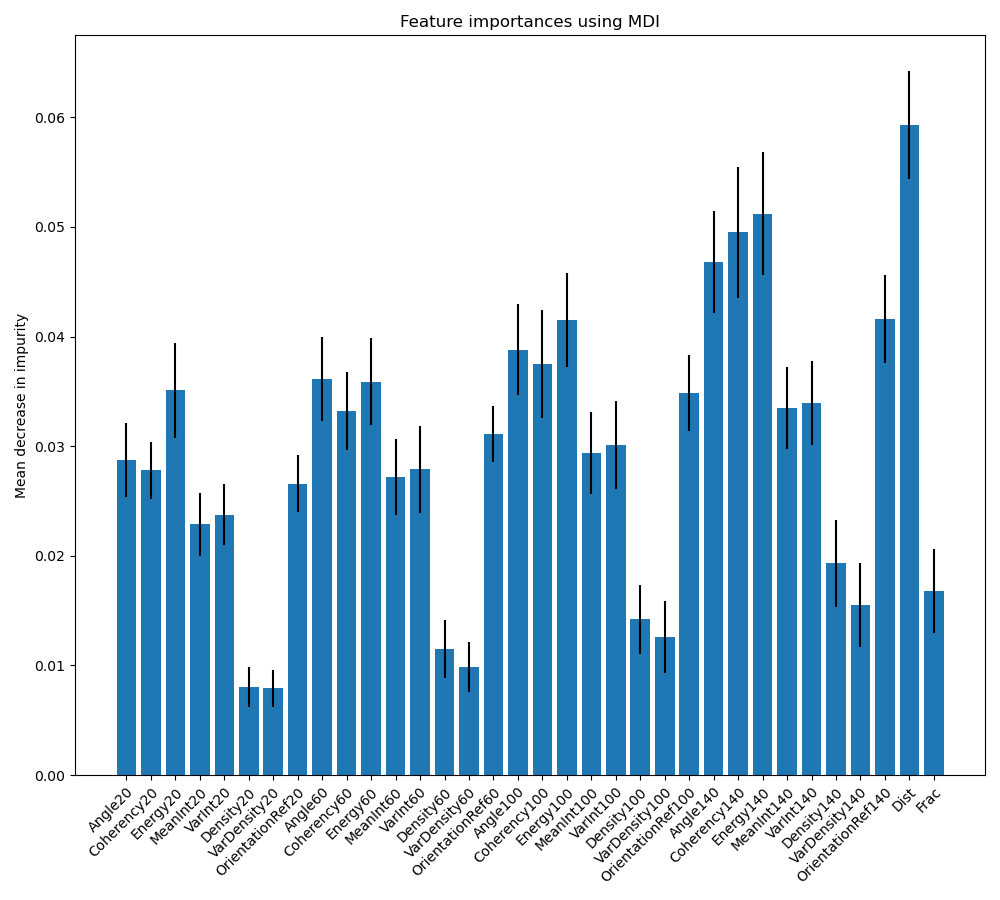 Feature importances using MDI
Mean decrease in impurity
0.06
0.05
0.04
0.03
0.02
0.01
0.00
Angle20
Coherency20
Energy20
MeanInt20
VarInt20
Density20
VarDensity20
OrientationRef20
Angle60
Coherency60
Energy60
MeanInt60
VarInt60
Density60
VarDensity60
OrientationRef60
Angle100
Coherency100
Energy100
MeanInt100
VarInt100
Density100
VarDensity100
OrientationRef100
Angle140
Coherency140
Energy140
MeanInt140
VarInt140
Density140
VarDensity140
OrientationRef140
Dist
Frac